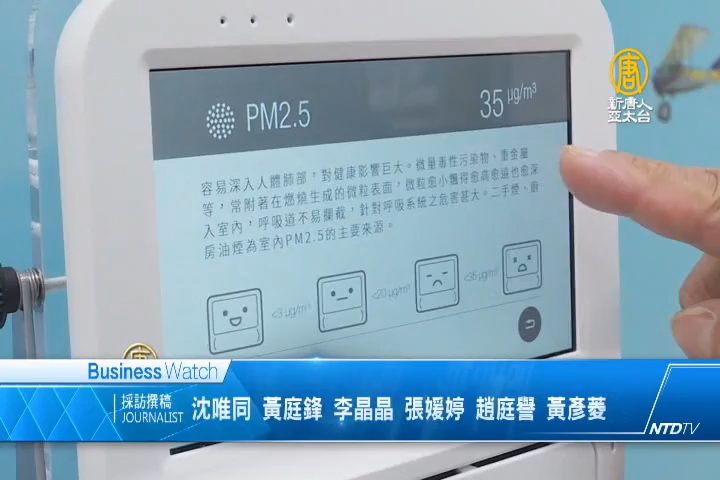 唐
新唐人
亞太台
PM2.5
35 μg/m³
容易深入人體肺部，對健康影響巨大。微量毒性污染物、重金屬
等，常附著在燃燒生成的微粒表面，微粒愈小飄得愈高愈遠也愈深
入室內，呼吸道不易攔截，針對呼吸系統之危害甚大。二手煙、廚
房油煙為室內PM2.5的主要來源。
<3 μg/m³ <20 μg/m³ <35 μg/m³
唐
Business Watch
採訪撰稿
JOURNALIST
沈唯同 黃庭鋒 李晶晶 張媛婷 趙庭譽 黃彥菱
NTDTV